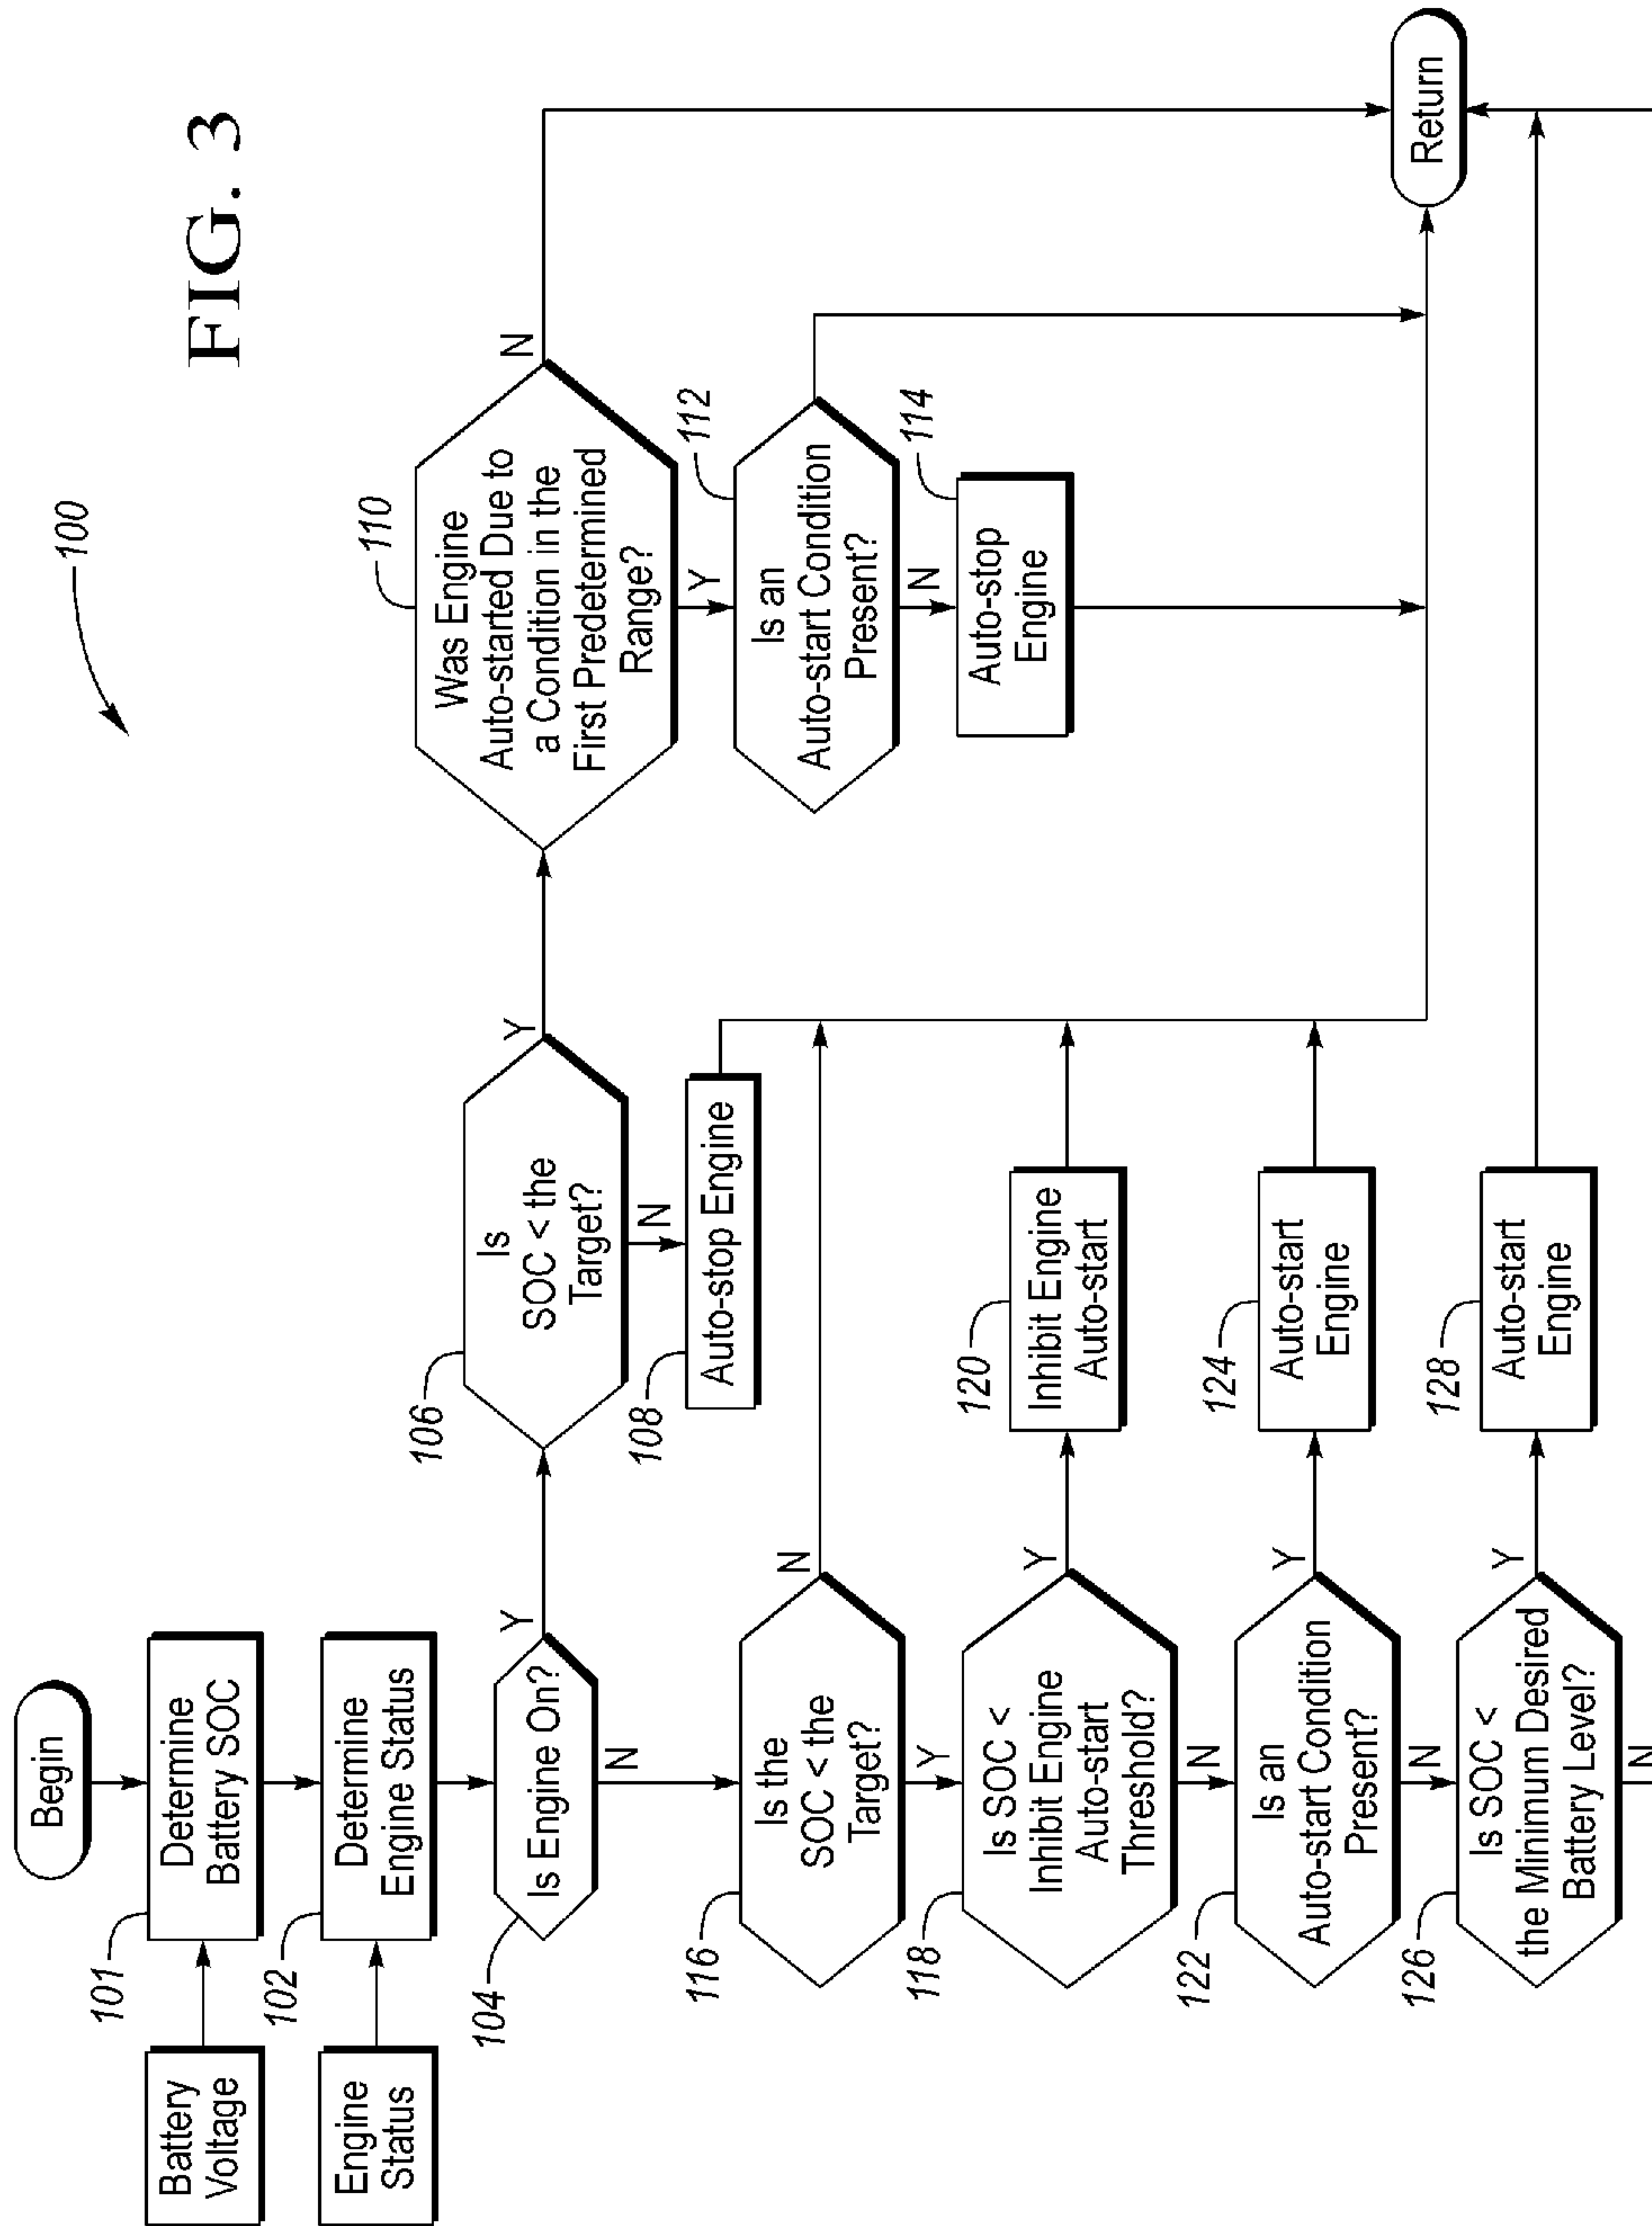 FIG. 3
100
Begin
Battery
Voltage
101
Determine
Battery SOC
Engine
Status
102
Determine
Engine Status
104
Is Engine On?
Y
N
106
Is
SOC < the
Target?
Y
N
108
Auto-stop Engine
110
Was Engine
Auto-started Due to
a Condition in the
First Predetermined
Range?
N
Y
112
Is an
Auto-start Condition
Present?
N
114
Auto-stop
Engine
116
Is the
SOC < the
Target?
N
Y
118
Is SOC <
Inhibit Engine
Auto-start
Threshold?
Y
N
120
Inhibit Engine
Auto-start
122
Is an
Auto-start Condition
Present?
Y
N
124
Auto-start
Engine
126
Is SOC <
the Minimum Desired
Battery Level?
Y
N
128
Auto-start
Engine
Return